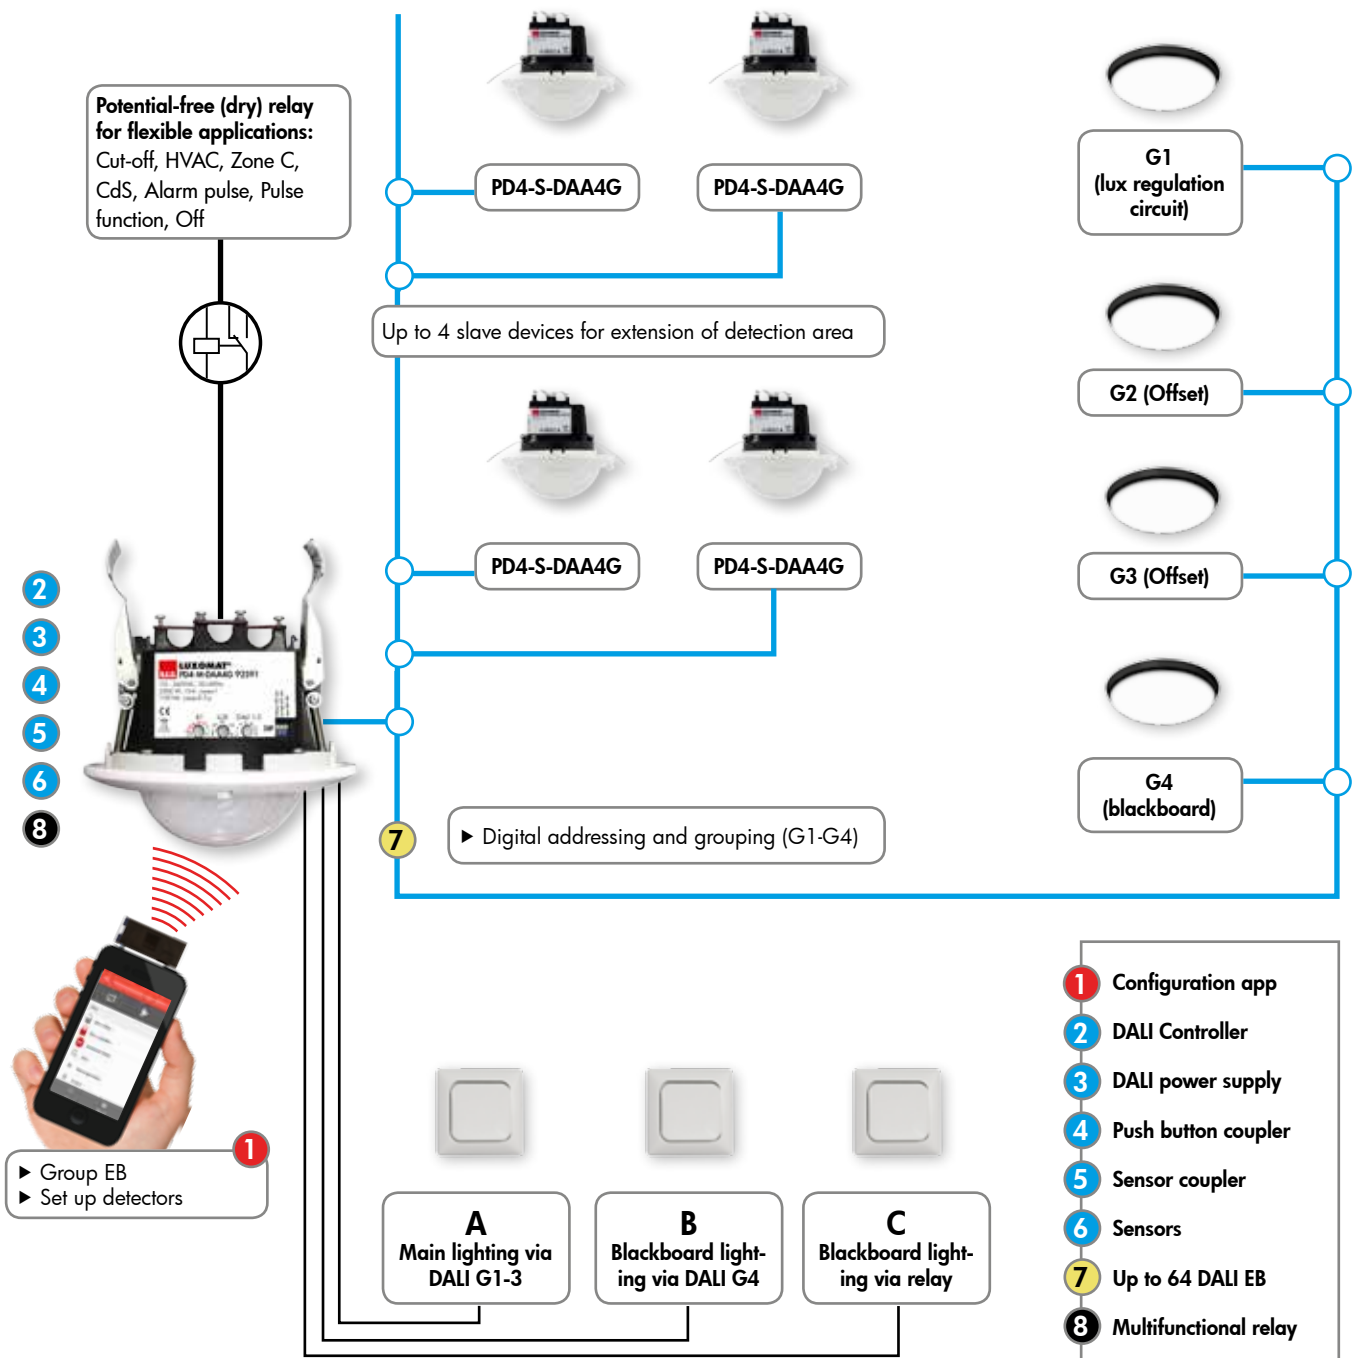 Potential-free (dry) relay
for flexible applications:
Cut-off, HVAC, Zone C,
CdS, Alarm pulse, Pulse
function, Off
PD4-S-DAA4G
PD4-S-DAA4G
G1
(lux regulation
circuit)
Up to 4 slave devices for extension of detection area
G2 (Offset)
PD4-S-DAA4G
PD4-S-DAA4G
G3 (Offset)
2
3
4
5
6
8
LUXOMAT®
PD4-M-DAA4G 92591
G4
(blackboard)
7
▶ Digital addressing and grouping (G1-G4)
1
▶ Group EB
▶ Set up detectors
A
Main lighting via
DALI G1-3
B
Blackboard light-
ing via DALI G4
C
Blackboard light-
ing via relay
1 Configuration app
2 DALI Controller
3 DALI power supply
4 Push button coupler
5 Sensor coupler
6 Sensors
7 Up to 64 DALI EB
8 Multifunctional relay